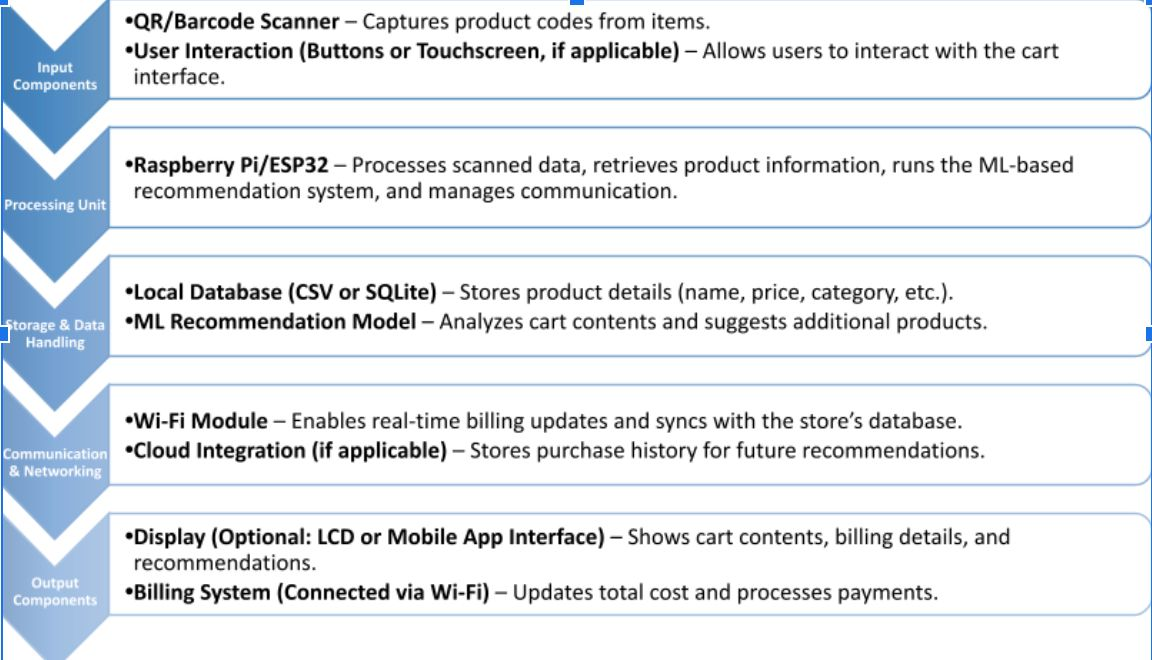 Input
Components
•QR/Barcode Scanner – Captures product codes from items.
•User Interaction (Buttons or Touchscreen, if applicable) – Allows users to interact with the cart
interface.
Processing Unit
•Raspberry Pi/ESP32 – Processes scanned data, retrieves product information, runs the ML-based
recommendation system, and manages communication.
Storage & Data
Handling
•Local Database (CSV or SQLite) – Stores product details (name, price, category, etc.).
•ML Recommendation Model – Analyzes cart contents and suggests additional products.
Communication
& Networking
•Wi-Fi Module – Enables real-time billing updates and syncs with the store’s database.
•Cloud Integration (if applicable) – Stores purchase history for future recommendations.
Output
Components
•Display (Optional: LCD or Mobile App Interface) – Shows cart contents, billing details, and
recommendations.
•Billing System (Connected via Wi-Fi) – Updates total cost and processes payments.